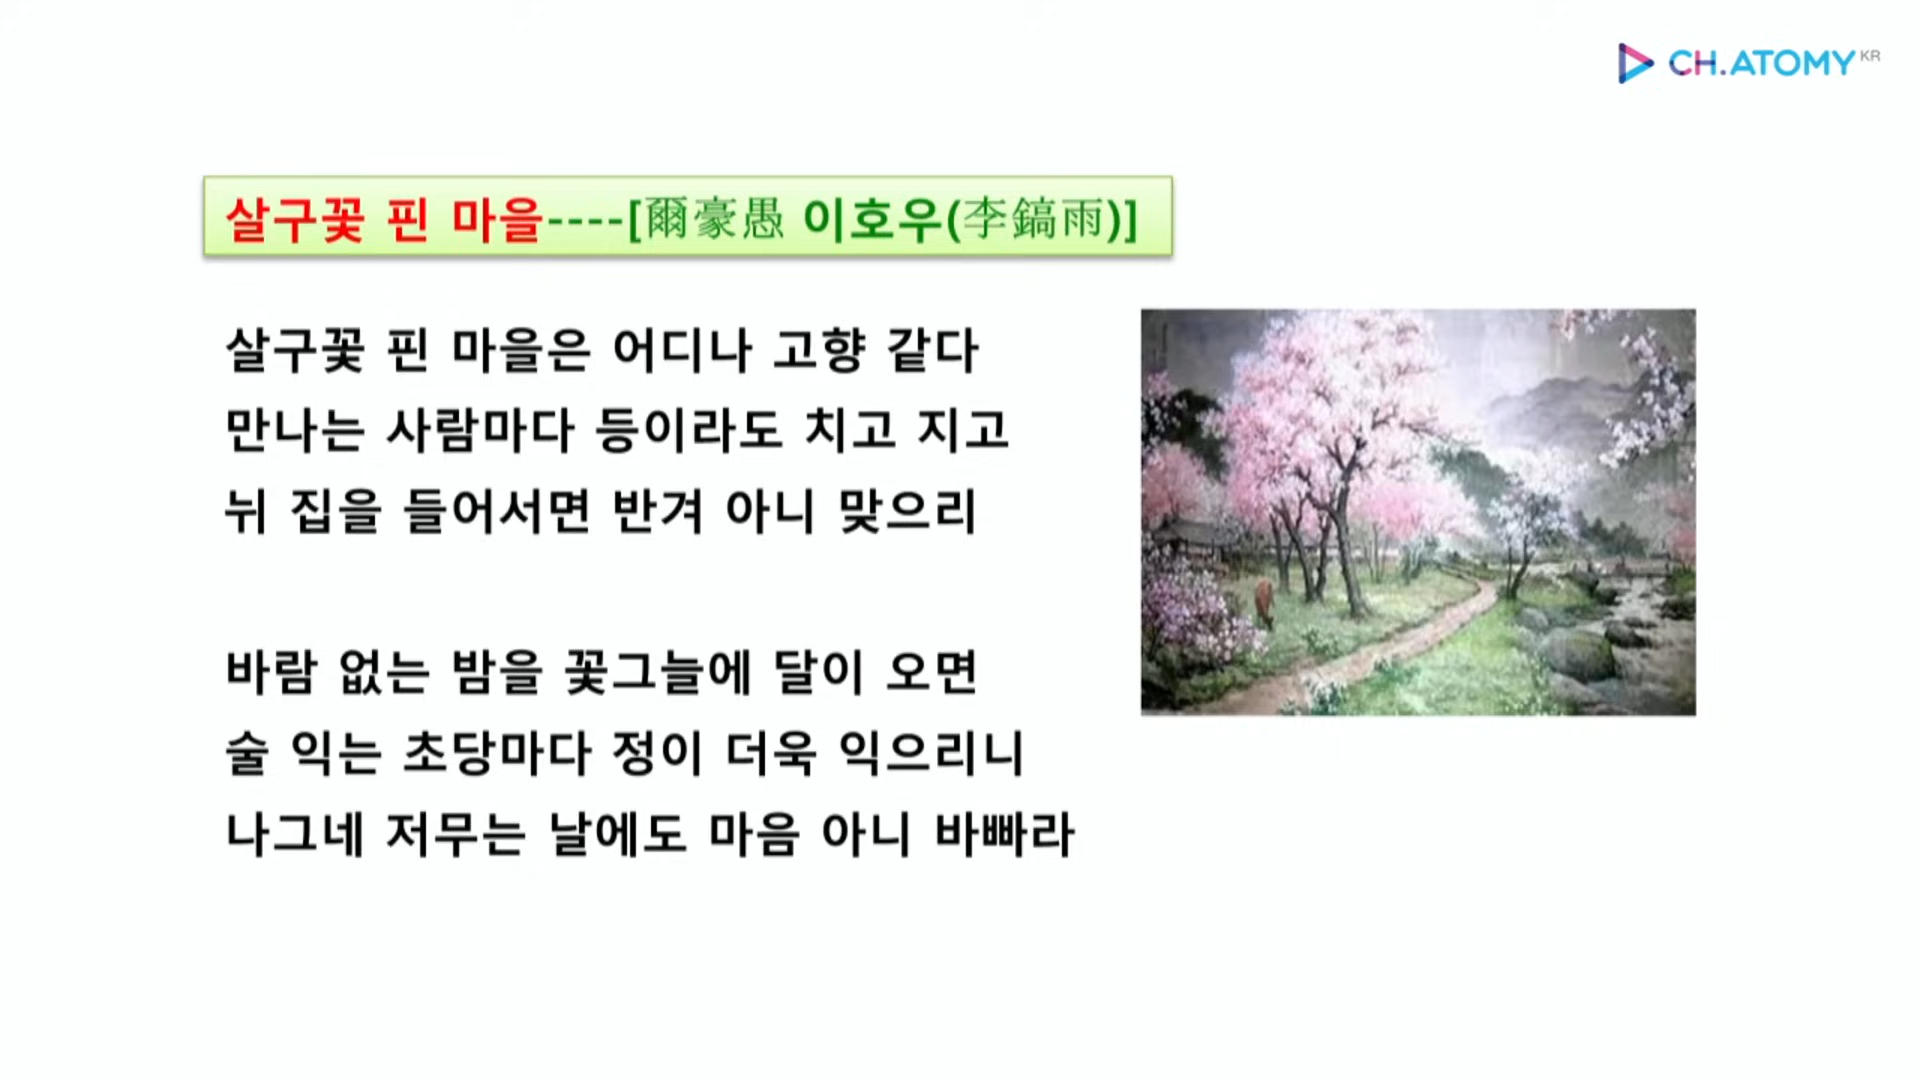 CH.ATOMY KR
살구꽃 핀 마을----[爾豪愚 이호우(李鎬雨)]
살구꽃 핀 마을은 어디나 고향 같다
만나는 사람마다 등이라도 치고 지고
뉘 집을 들어서면 반겨 아니 맞으리
바람 없는 밤을 꽃그늘에 달이 오면
술 익는 초당마다 정이 더욱 익으리니
나그네 저무는 날에도 마음 아니 바빠라